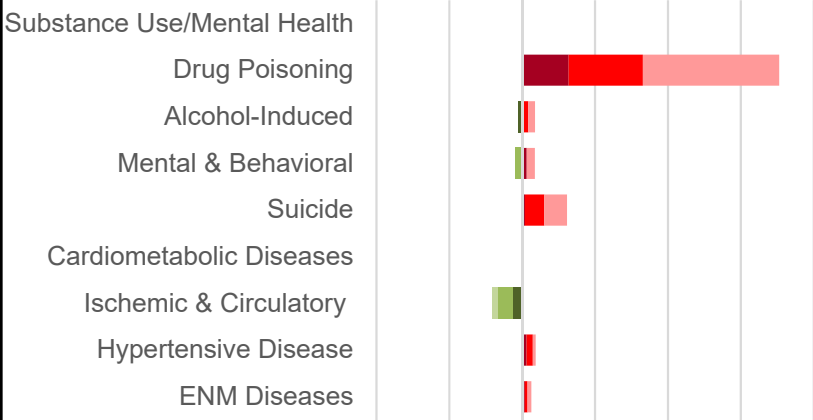 Substance Use/Mental Health
Drug Poisoning
Alcohol-Induced
Mental & Behavioral
Suicide
Cardiometabolic Diseases
Ischemic & Circulatory
Hypertensive Disease
ENM Diseases